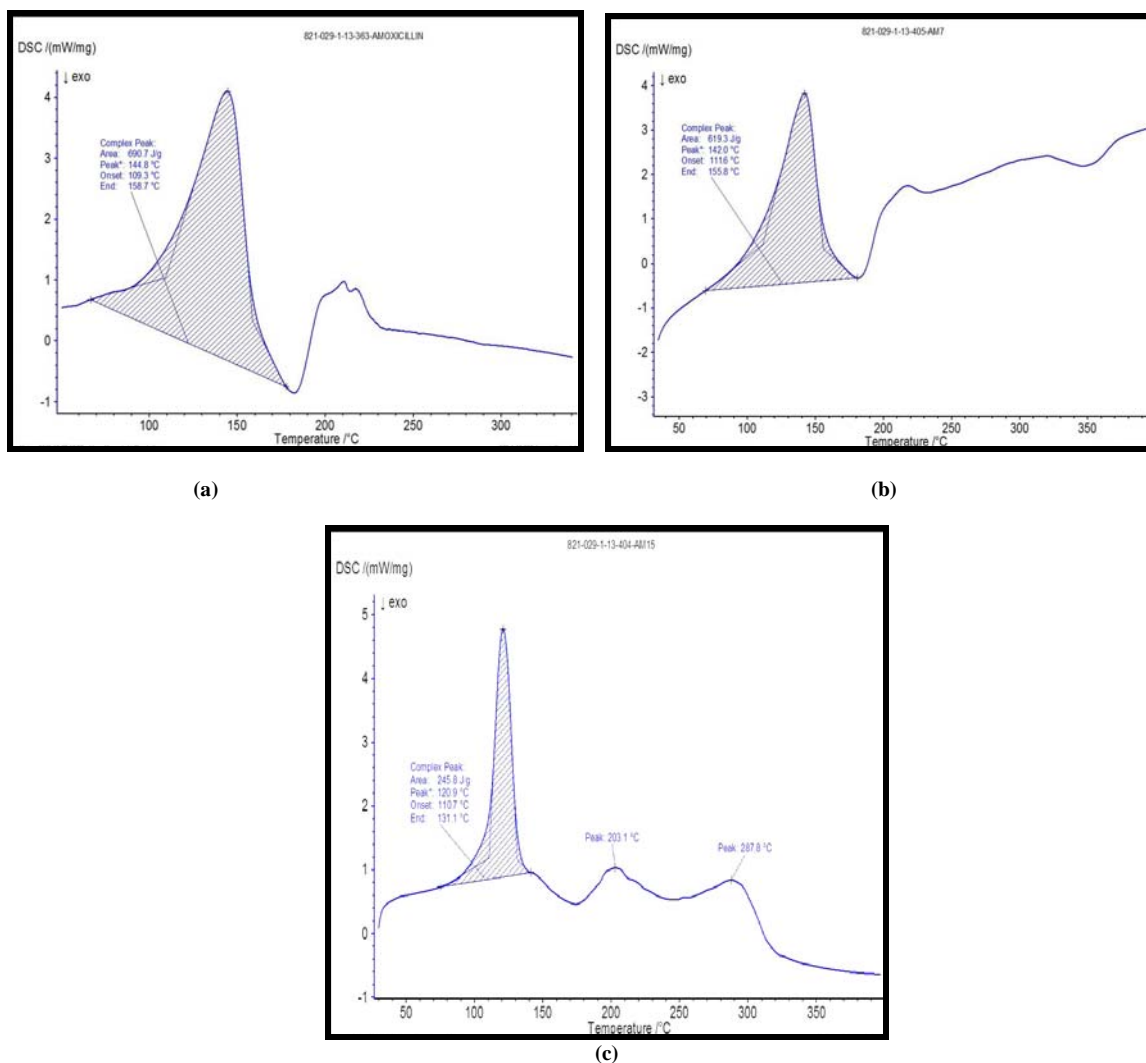 821-029-1-13-363-AMOXICILLIN
DSC /(mW/mg)
↓ exo
4
3
2
1
0
-1
Complex Peak:
Area: 690.7 J/g
Peak*: 144.8 °C
Onset: 109.3 °C
End: 158.7 °C
100 150 200 250 300
Temperature /°C
(a)
821-029-1-13-405-AM7
DSC /(mW/mg)
↓ exo
4
3
2
1
0
-1
-2
-3
Complex Peak:
Area: 619.3 J/g
Peak*: 142.0 °C
Onset: 111.6 °C
End: 155.8 °C
50 100 150 200 250 300 350
Temperature /°C
(b)
821-029-1-13-404-AM15
DSC /(mW/mg)
↓ exo
5
4
3
2
1
0
-1
Complex Peak:
Area: 245.8 J/g
Peak*: 120.9 °C
Onset: 110.7 °C
End: 131.1 °C
Peak: 203.1 °C
Peak: 287.8 °C
50 100 150 200 250 300 350
Temperature /°C
(c)